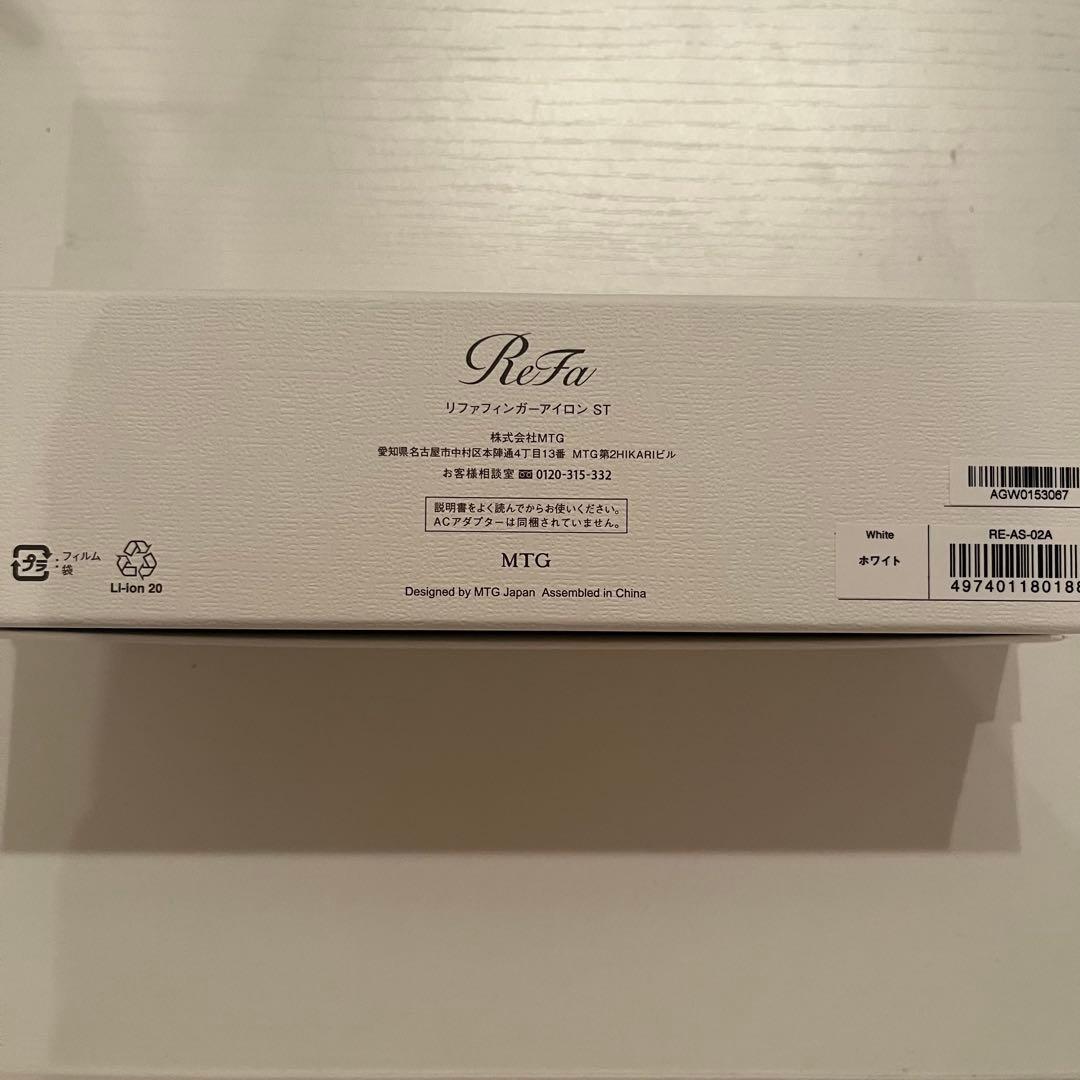 ReFa
リファフィンガーアイロン ST
株式会社MTG
愛知県名古屋市中村区本陣通4丁目13番 MTG第2HIKARIビル
お客様相談室 0120-315-332
説明書をよく読んでからお使いください。
ACアダプターは同梱されていません。
MTG
Designed by MTG Japan Assembled in China
プラ
:フィルム
:袋
Li-ion 20
AGW0153067
White
ホワイト
RE-AS-02A
497401180188